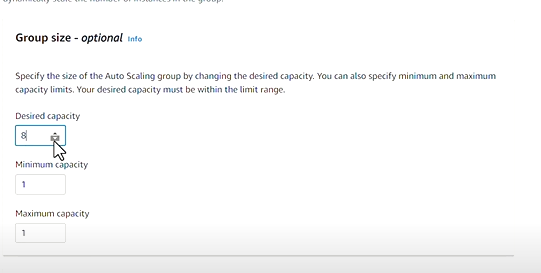 dynamically scale the number of instances in the group.
Group size - optional Info
Specify the size of the Auto Scaling group by changing the desired capacity. You can also specify minimum and maximum
capacity limits. Your desired capacity must be within the limit range.
Desired capacity
8
Minimum capacity
1
Maximum capacity
1